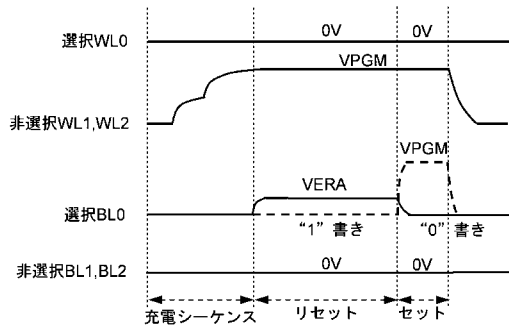 0V 0V
選択WL0
VPGM
非選択WL1,WL2
VPGM
VERA
選択BL0
“1” 書き “0” 書き
0V 0V
非選択BL1,BL2
充電シーケンス リセット セット